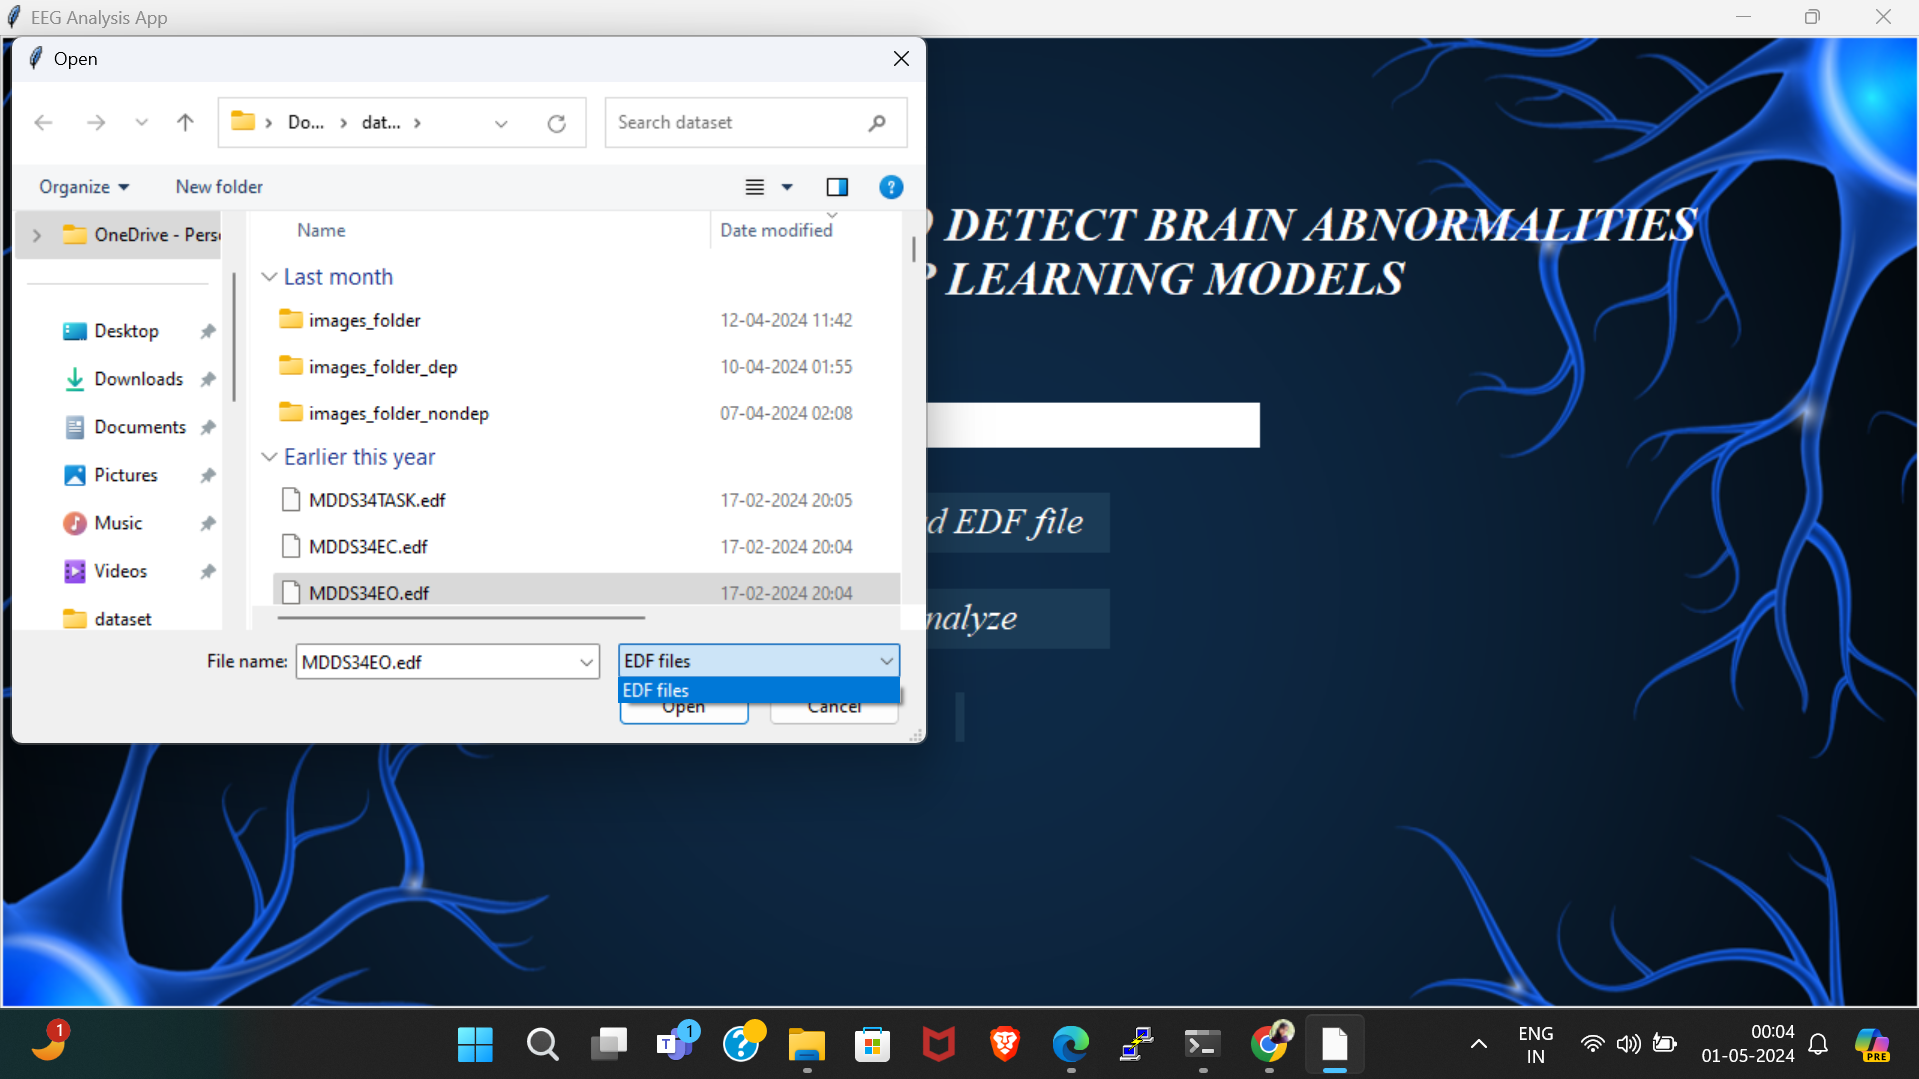 EEG Analysis App
Open
Do... dat...
Search dataset
Organize New folder
OneDrive - Pers
Desktop
Downloads
Documents
Pictures
Music
Videos
dataset
Name Date modified
Last month
images_folder 12-04-2024 11:42
images_folder_dep 10-04-2024 01:55
images_folder_nondep 07-04-2024 02:08
Earlier this year
MDDS34TASK.edf 17-02-2024 20:05
MDDS34EC.edf 17-02-2024 20:04
MDDS34EO.edf 17-02-2024 20:04
File name: MDDS34EO.edf EDF files
EDF files
Open Cancel
DETECT BRAIN ABNORMALITIES
LEARNING MODELS
d EDF file
nalyze
1
T 1
?
PRE
ENG
IN
00:04
01-05-2024